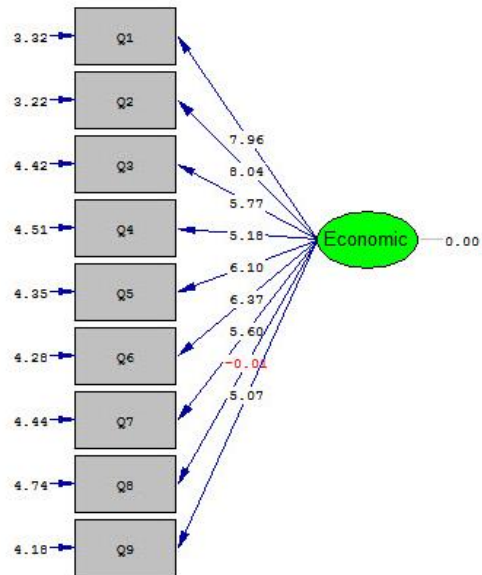 3.32 Q1
3.22 Q2
7.96
8.04
4.42 Q3
5.77
4.51 Q4
5.18
Economic 0.00
6.10
4.35 Q5
6.37
5.60
4.28 Q6
-0.01
5.07
4.44 Q7
4.74 Q8
4.18 Q9